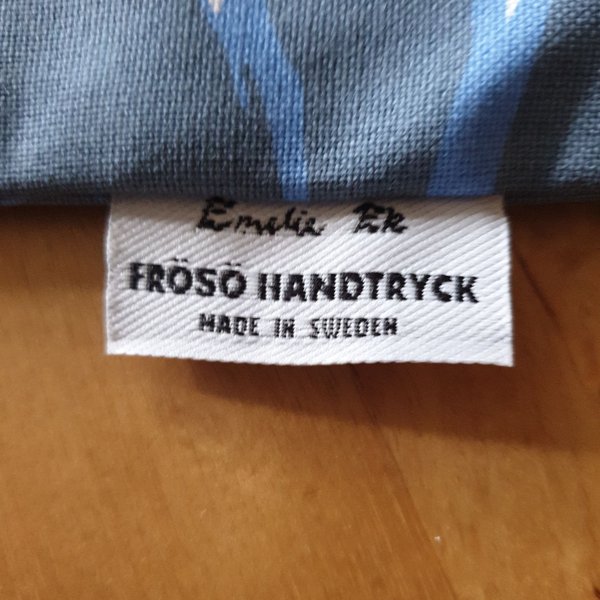 Emelie Ek
FRÖSÖ HANDTRYCK
MADE IN SWEDEN